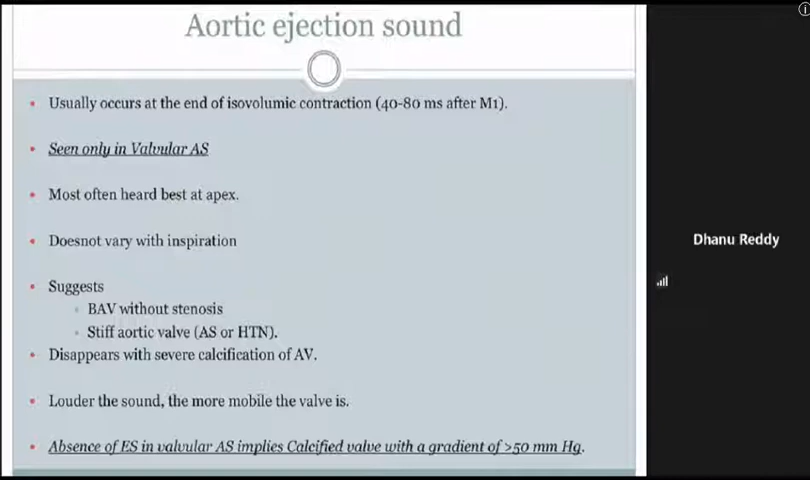 Aortic ejection sound
Usually occurs at the end of isovolumic contraction (40-80 ms after M1).
Seen only in Valvular AS
Most often heard best at apex.
Doesnot vary with inspiration
Suggests
BAV without stenosis
Stiff aortic valve (AS or HTN).
Disappears with severe calcification of AV.
Louder the sound, the more mobile the valve is.
Absence of ES in valvular AS implies Calcified valve with a gradient of >50 mm Hg.
Dhanu Reddy